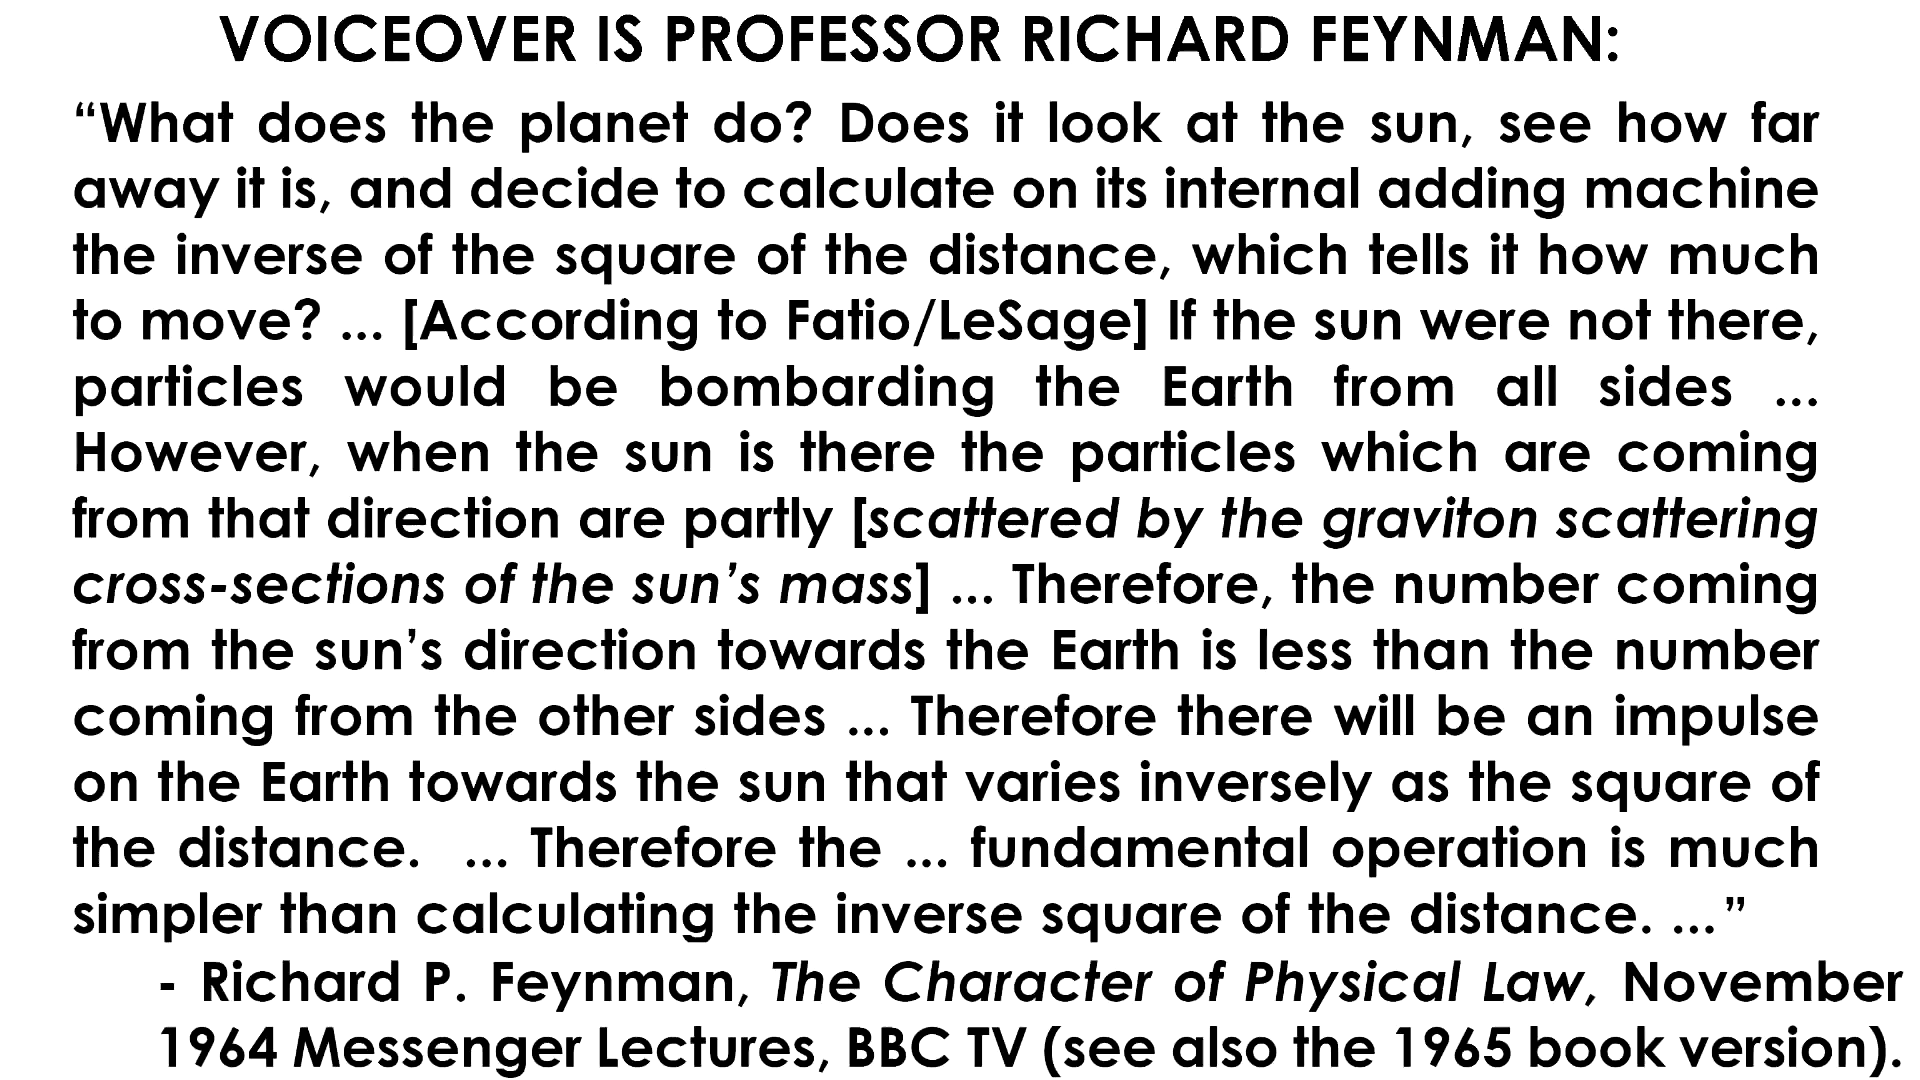 VOICEOVER IS PROFESSOR RICHARD FEYNMAN:
“What does the planet do? Does it look at the sun, see how far
away it is, and decide to calculate on its internal adding machine
the inverse of the square of the distance, which tells it how much
to move? ... [According to Fatio/LeSage] If the sun were not there,
particles would be bombarding the Earth from all sides ...
However, when the sun is there the particles which are coming
from that direction are partly [scattered by the graviton scattering
cross-sections of the sun’s mass] ... Therefore, the number coming
from the sun’s direction towards the Earth is less than the number
coming from the other sides ... Therefore there will be an impulse
on the Earth towards the sun that varies inversely as the square of
the distance.  ... Therefore the ... fundamental operation is much
simpler than calculating the inverse square of the distance. ...”
- Richard P. Feynman, The Character of Physical Law, November
1964 Messenger Lectures, BBC TV (see also the 1965 book version).